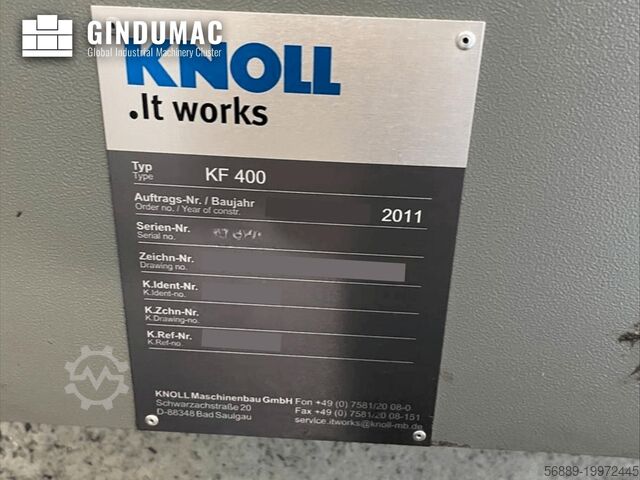 GINDUMAC
Global Industrial Machinery Cluster
KNOLL
.It works
Typ
Type
KF 400
Auftrags-Nr. / Baujahr
Order no. / Year of constr.
2011
Serien-Nr.
Serial no.
Zeichn-Nr.
Drawing no.
K.Ident-Nr.
K.Ident-no.
K.Zchn-Nr.
K.Drawing-no.
K.Ref-Nr.
K.Ref-no.
KNOLL Maschinenbau GmbH Fon +49 (0) 7581/20 08-0
Schwarzachstraße 20 Fax +49 (0) 7581/20 08-151
D-88348 Bad Saulgau service.itworks@knoll-mb.de
56889-19972445